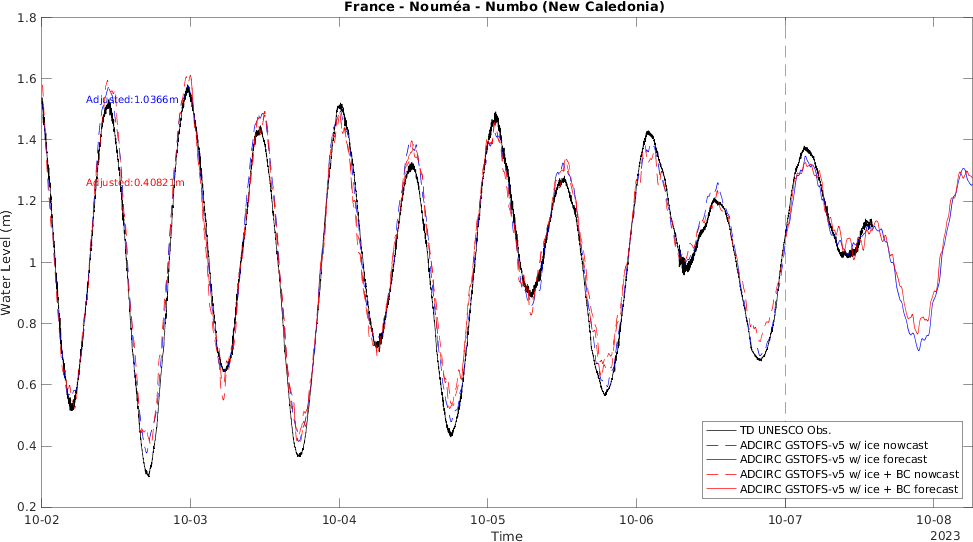 France - Nouméa - Numbo (New Caledonia)
1.8
1.6
1.4
1.2
1
0.8
0.6
0.4
0.2
Water Level (m)
Adjusted:1.0366m
Adjusted:0.40821m
TD UNESCO Obs.
ADCIRC GSTOFS-v5 w/ ice nowcast
ADCIRC GSTOFS-v5 w/ ice forecast
ADCIRC GSTOFS-v5 w/ ice + BC nowcast
ADCIRC GSTOFS-v5 w/ ice + BC forecast
10-02 10-03 10-04 10-05 10-06 10-07 10-08
Time
2023